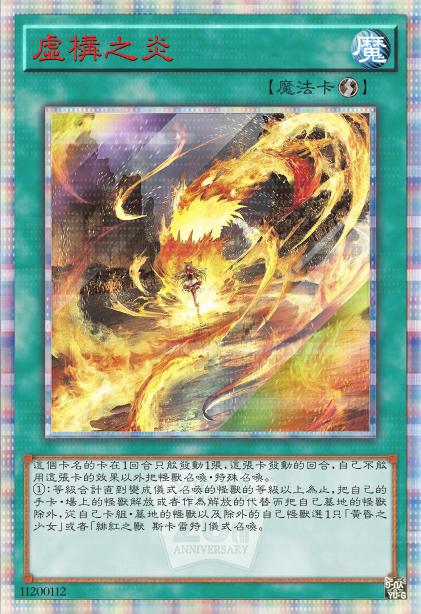 虛構之炎
魔
【魔法卡】
這個卡名的卡在1回合只能發動1張，這張卡發動的回合，自己不能
用這張卡的效果以外把怪獸召喚·特殊召喚。
①：等級合計直到變成儀式召喚的怪獸的等級以上為止，把自己的
手卡·場上的怪獸解放或者作為解放的代替而把自己墓地的怪獸
除外，從自己卡組·墓地的怪獸以及除外的自己怪獸選1只「黃昏之
少女」或者「緋紅之獸 斯卡雷特」儀式召喚。
20th
ANNIVERSARY
11200112